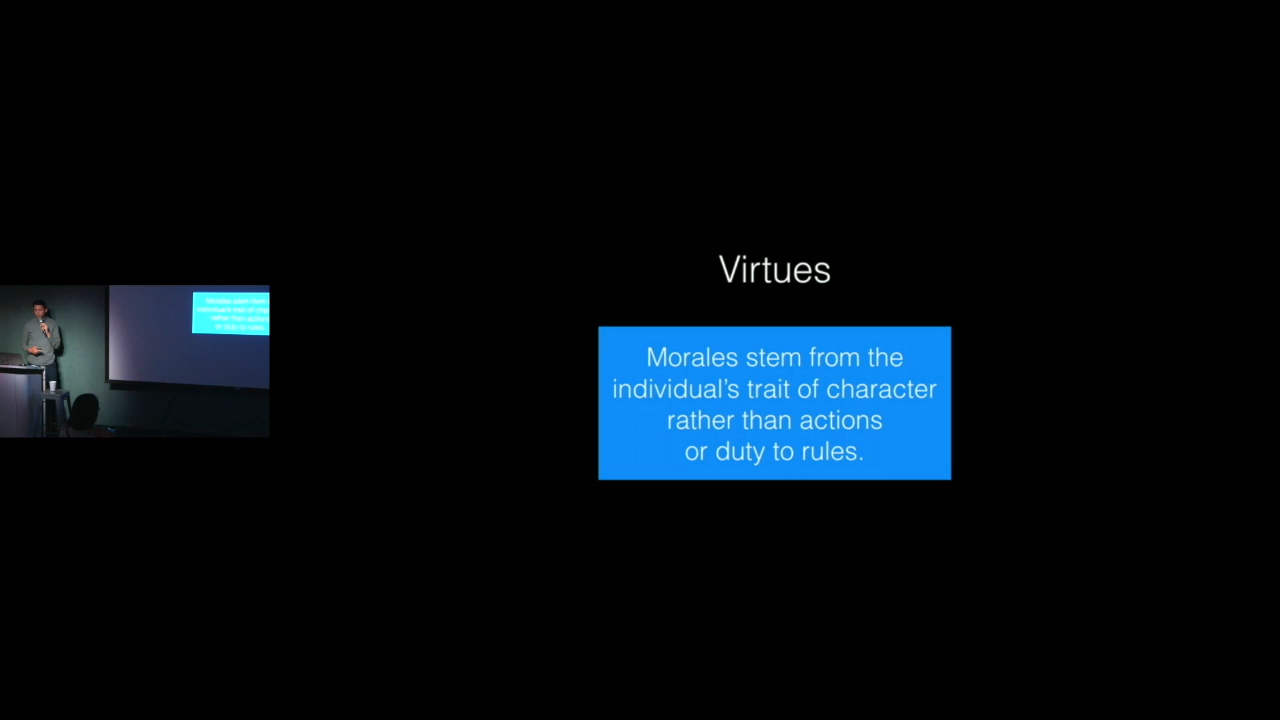 Virtues
Morales stem from the
individual's trait of character
rather than actions
or duty to rules.